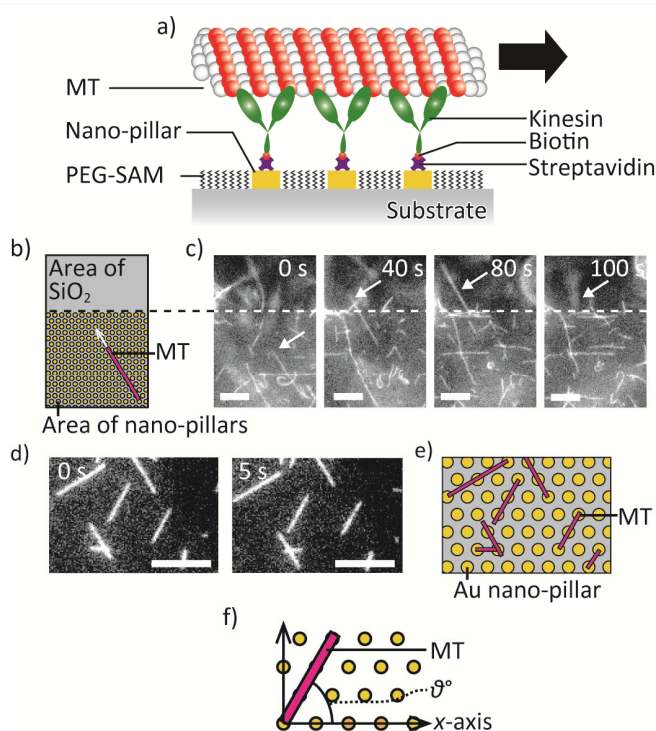 a)
MT
Nano-pillar
PEG-SAM
Kinesin
Biotin
Streptavidin
Substrate
b)
Area of
SiO₂
MT
Area of nano-pillars
c)
0 s
40 s
80 s
100 s
d)
0 s
5 s
e)
MT
Au nano-pillar
f)
MT
ϑ°
x-axis